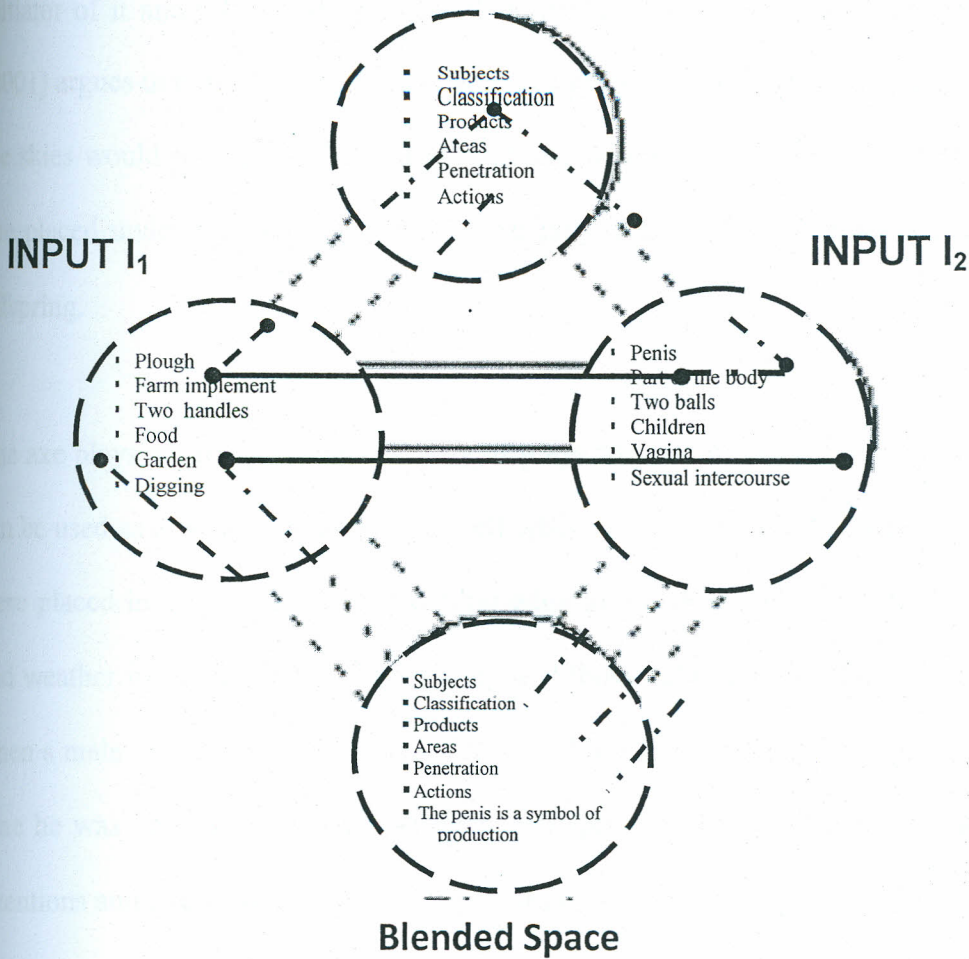 Subjects
Classification
Products
Areas
Penetration
Actions
INPUT I₁
INPUT I₂
Plough
Farm implement
Two handles
Food
Garden
Digging
Penis
Part the body
Two balls
Children
Vagina
Sexual intercourse
Subjects
Classification
Products
Areas
Penetration
Actions
The penis is a symbol of
production
Blended Space